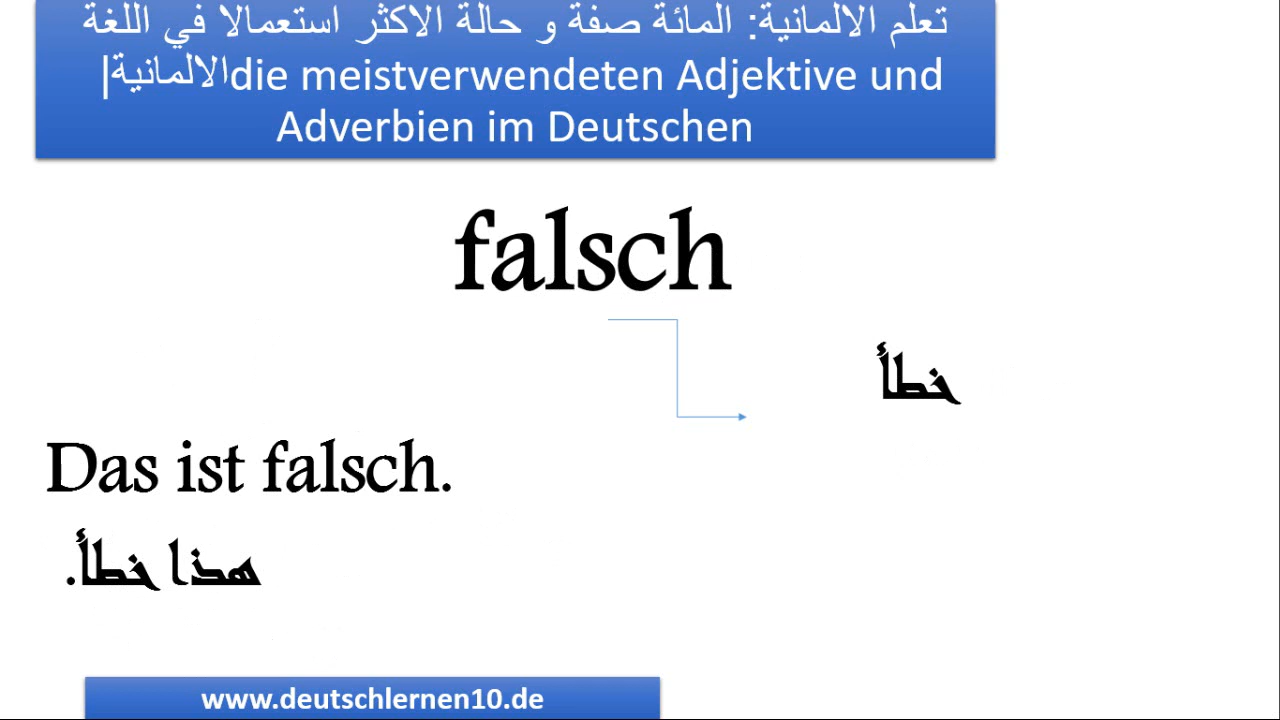 تعلم الالمانية: المائة صفة و حالة الاكثر استعمالا في اللغة
الالمانية|die meistverwendeten Adjektive und
Adverbien im Deutschen
falsch
خطأ
Das ist falsch.
هذا خطأ.
www.deutschlernen10.de